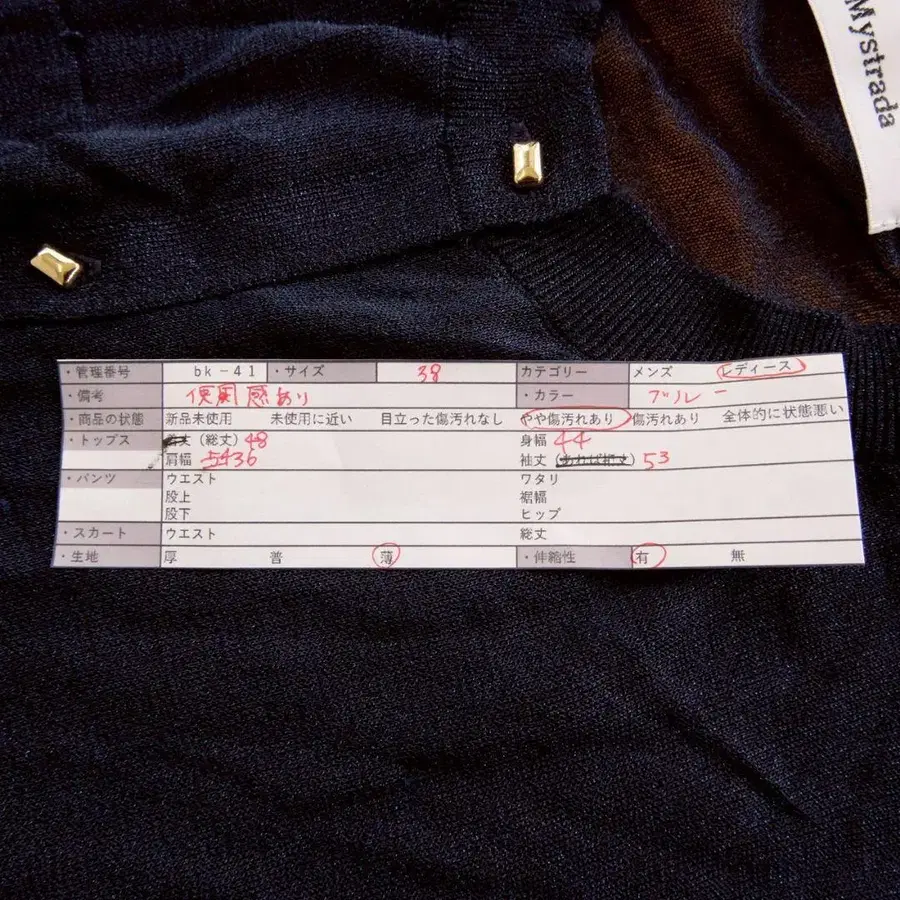 Mystrada
・管理番号 bk-41 ・サイズ 38 カテゴリー メンズ レディース
・備考 使用感あり ・カラー ブルー
・商品の状態 新品未使用 未使用に近い 目立った傷汚れなし やや傷汚れあり 傷汚れあり 全体的に状態悪い
・トップス (総丈) 48 身幅 44
肩幅 36 袖丈 53
・パンツ ウエスト ワタリ
股上 裾幅
股下 ヒップ
・スカート ウエスト 総丈
・生地 厚 普 薄 ・伸縮性 有 無